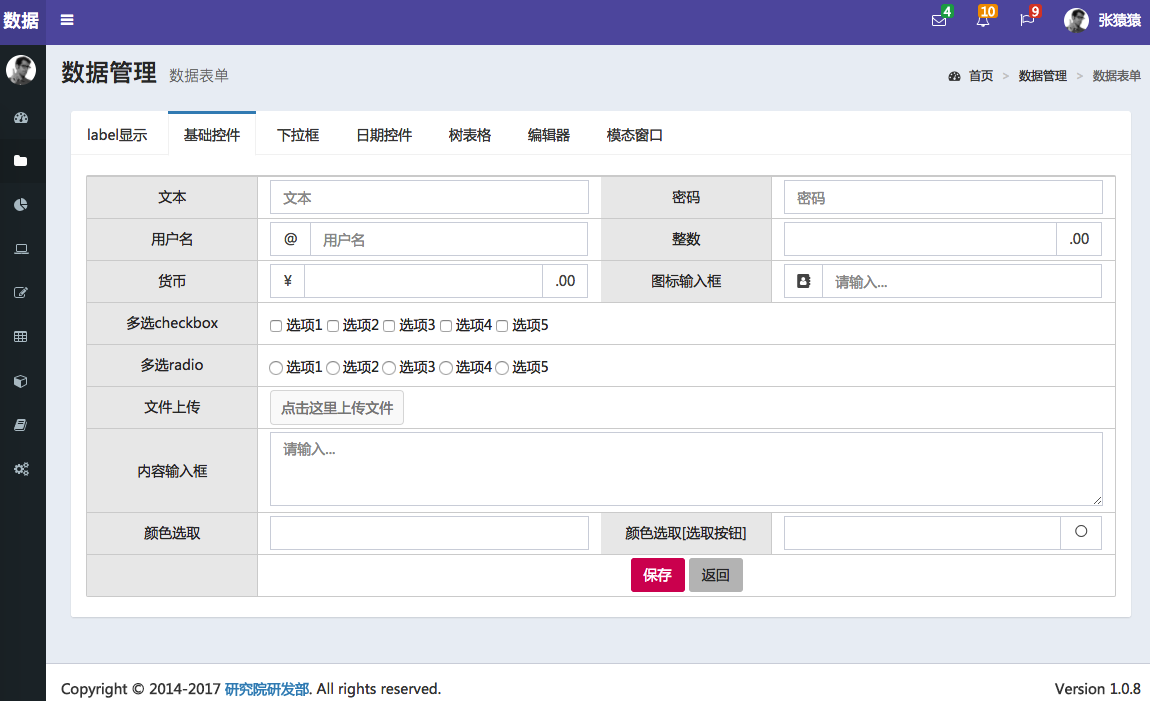 数据 4 10 9 张猿猿
数据管理 数据表单 首页 > 数据管理 > 数据表单
label显示 基础控件 下拉框 日期控件 树表格 编辑器 模态窗口
文本 文本 密码 密码
用户名 @ 用户名 整数 .00
货币 ¥ .00 图标输入框 请输入...
多选checkbox 选项1 选项2 选项3 选项4 选项5
多选radio 选项1 选项2 选项3 选项4 选项5
文件上传 点击这里上传文件
内容输入框 请输入...
颜色选取 颜色选取[选取按钮]
保存 返回
Copyright © 2014-2017 研究院研发部. All rights reserved. Version 1.0.8